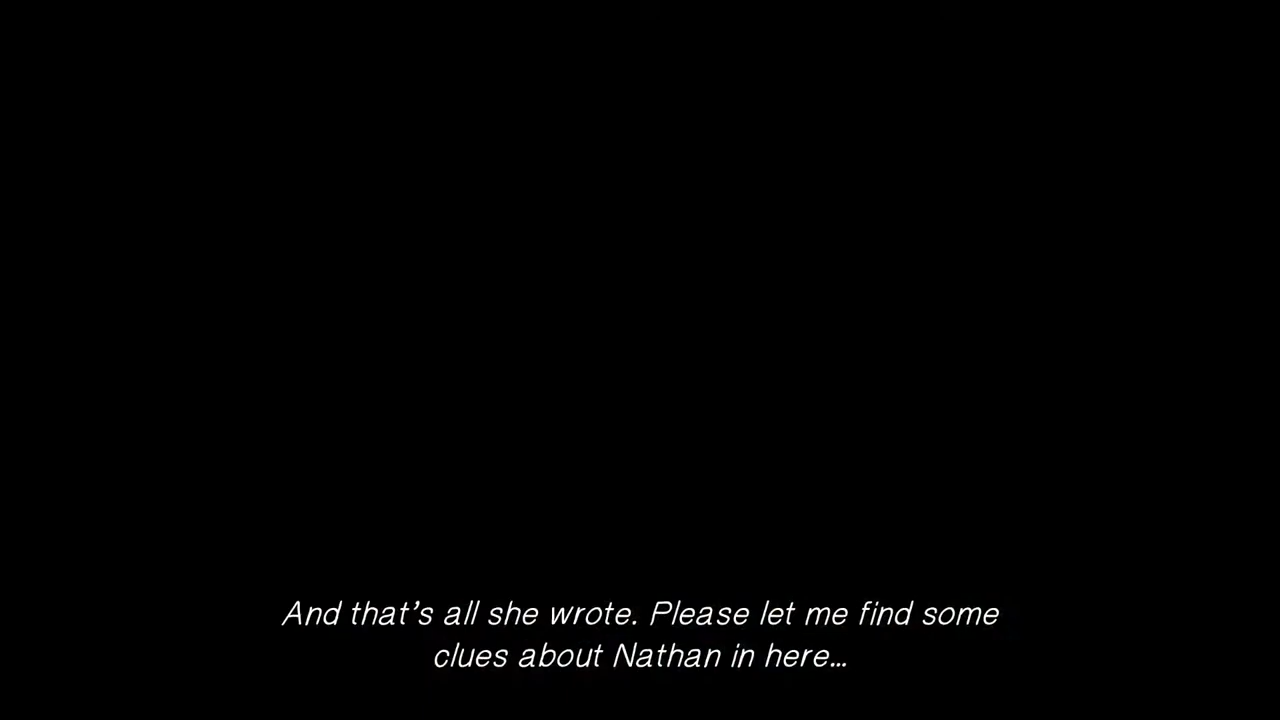 And that's all she wrote. Please let me find some
clues about Nathan in here...